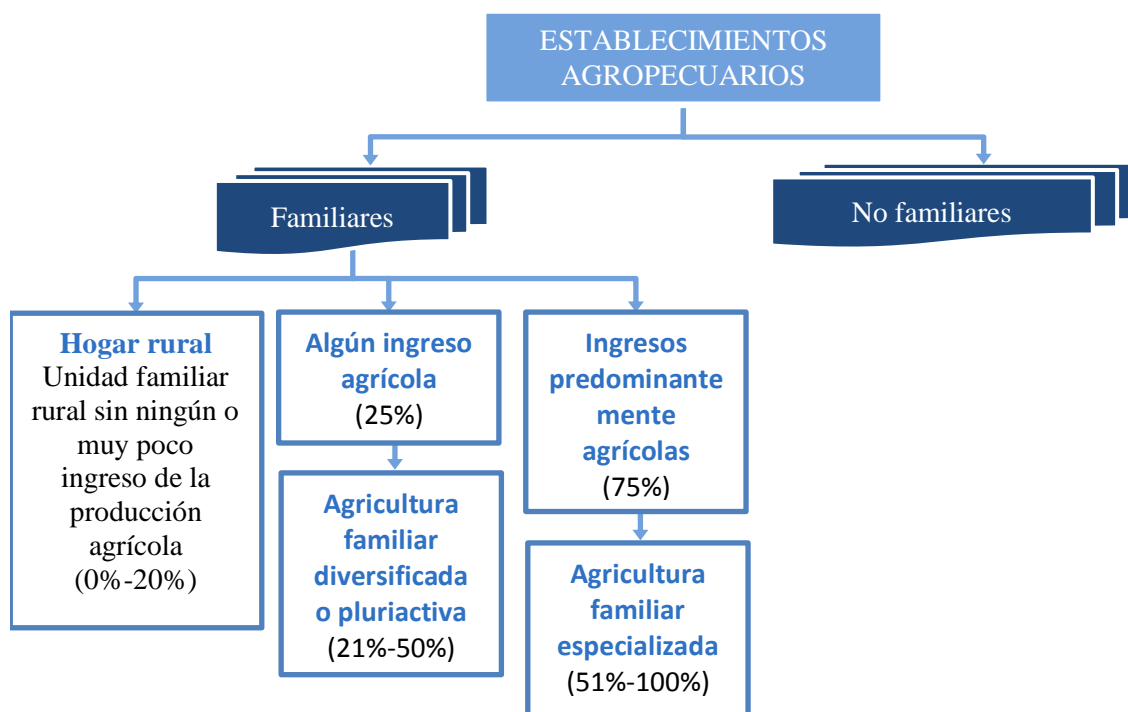 ESTABLECIMIENTOS
AGROPECUARIOS
Familiares
No familiares
Hogar rural
Unidad familiar
rural sin ningún o
muy poco
ingreso de la
producción
agrícola
(0%-20%)
Algún ingreso
agrícola
(25%)
Agricultura
familiar
diversificada
o pluriactiva
(21%-50%)
Ingresos
predominante
mente
agrícolas
(75%)
Agricultura
familiar
especializada
(51%-100%)